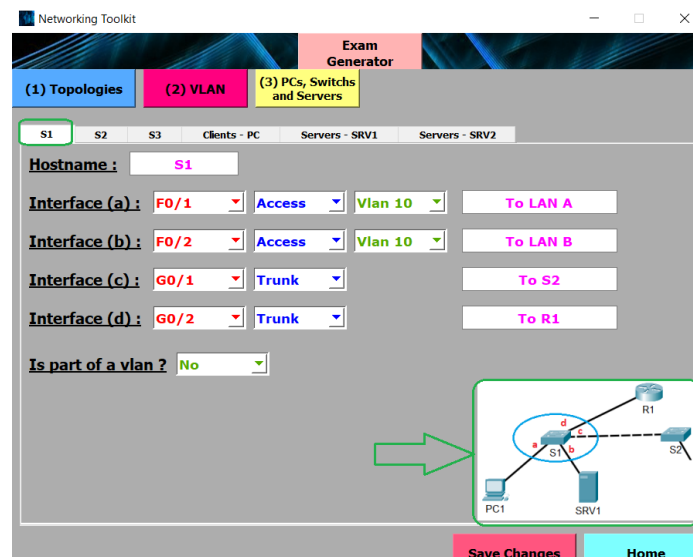 Networking Toolkit
Exam
Generator
(1) Topologies
(2) VLAN
(3) PCs, Switchs
and Servers
S1 S2 S3 Clients - PC Servers - SRV1 Servers - SRV2
Hostname : S1
Interface (a) : F0/1 Access Vlan 10 To LAN A
Interface (b) : F0/2 Access Vlan 10 To LAN B
Interface (c) : G0/1 Trunk To S2
Interface (d) : G0/2 Trunk To R1
Is part of a vlan ? No
R1
d
c
a
S1
b
S2
PC1
SRV1
Save Changes Home